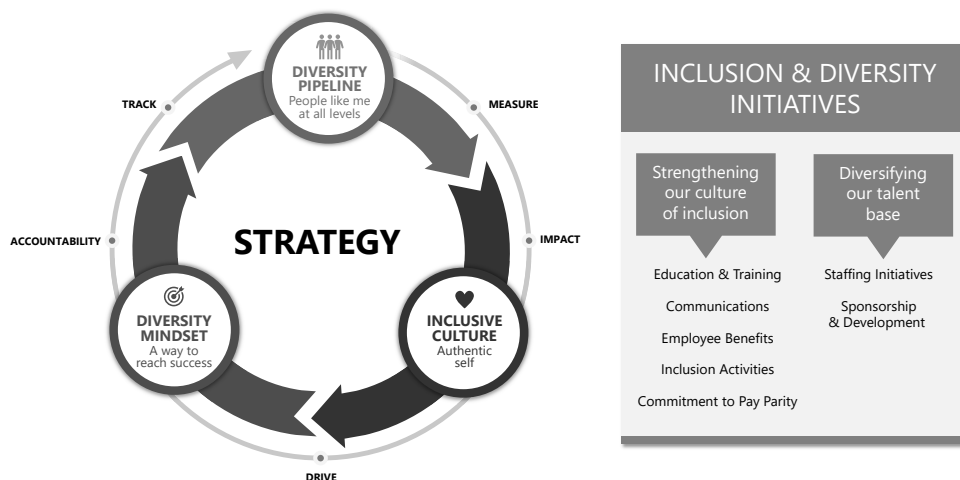 DIVERSITY
PIPELINE
People like me
at all levels
TRACK
MEASURE
STRATEGY
ACCOUNTABILITY
IMPACT
DIVERSITY
MINDSET
A way to
reach success
INCLUSIVE
CULTURE
Authentic
self
DRIVE
INCLUSION & DIVERSITY
INITIATIVES
Strengthening
our culture
of inclusion
Education & Training
Communications
Employee Benefits
Inclusion Activities
Commitment to Pay Parity
Diversifying
our talent
base
Staffing Initiatives
Sponsorship
& Development